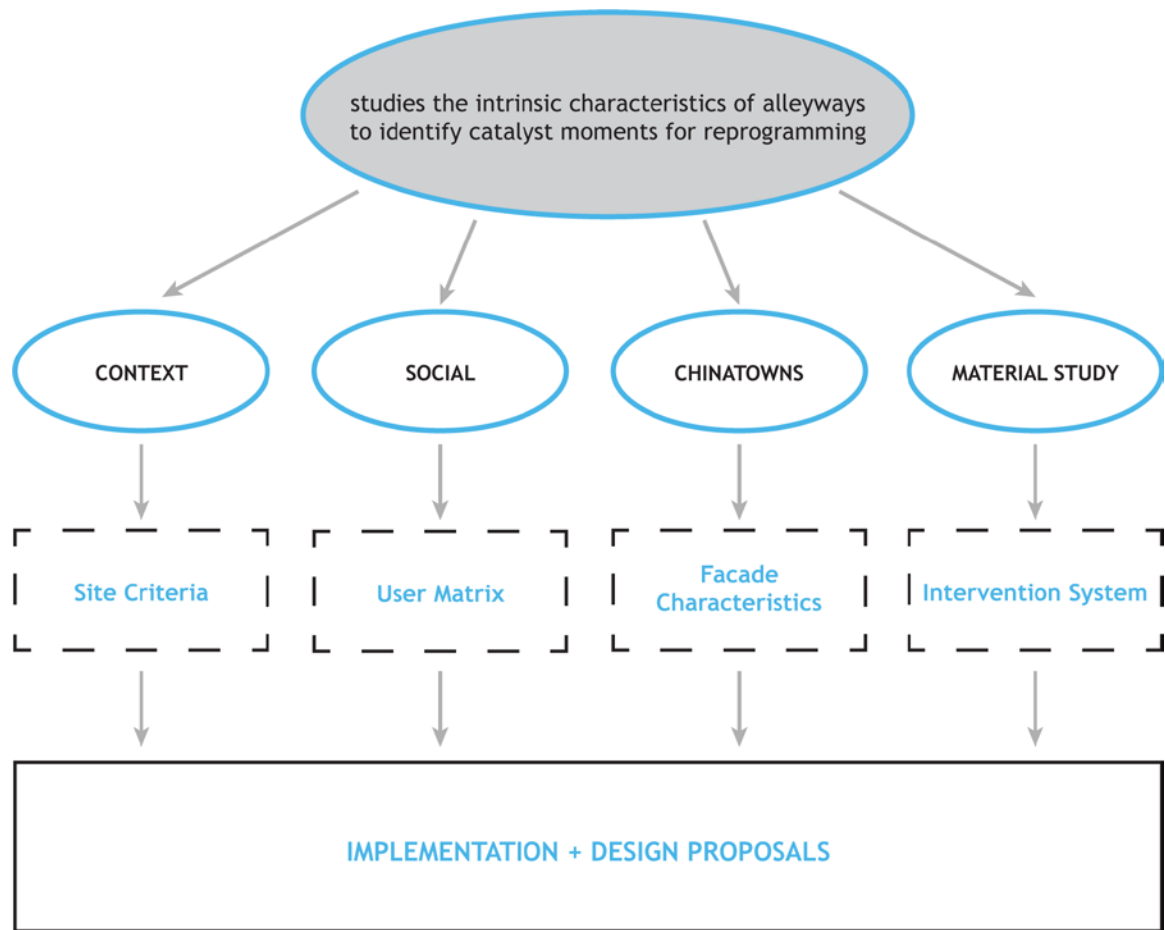 studies the intrinsic characteristics of alleyways
to identify catalyst moments for reprogramming
CONTEXT
SOCIAL
CHINATOWNS
MATERIAL STUDY
Site Criteria
User Matrix
Facade
Characteristics
Intervention System
IMPLEMENTATION + DESIGN PROPOSALS